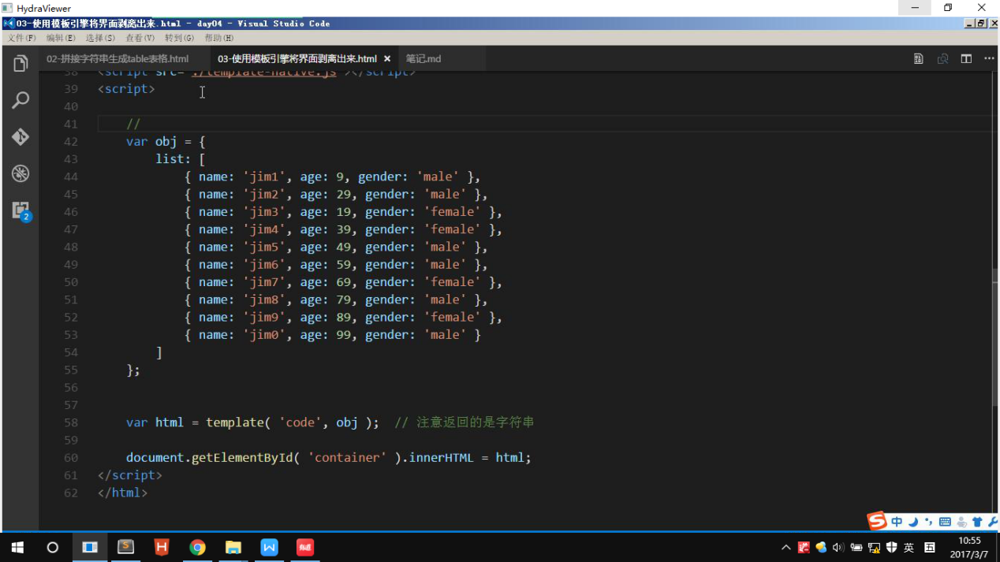 HydraViewer
03-使用模板引擎将界面剥离出来.html - day04 - Visual Studio Code
文件(F) 编辑(E) 选择(S) 查看(V) 转到(G) 帮助(H)
02-拼接字符串生成table表格.html 03-使用模板引擎将界面剥离出来.html 笔记.md
38 <script src="./template-native.js"></script>
39 <script>
40
41 //
42 var obj = {
43 list: [
44 { name: 'jim1', age: 9, gender: 'male' },
45 { name: 'jim2', age: 29, gender: 'male' },
46 { name: 'jim3', age: 19, gender: 'female' },
47 { name: 'jim4', age: 39, gender: 'female' },
48 { name: 'jim5', age: 49, gender: 'male' },
49 { name: 'jim6', age: 59, gender: 'male' },
50 { name: 'jim7', age: 69, gender: 'female' },
51 { name: 'jim8', age: 79, gender: 'male' },
52 { name: 'jim9', age: 89, gender: 'female' },
53 { name: 'jim0', age: 99, gender: 'male' }
54 ]
55 };
56
57
58 var html = template( 'code', obj ); // 注意返回的是字符串
59
60 document.getElementById( 'container' ).innerHTML = html;
61 </script>
62 </html>
2
S 中
英 五
10:55
2017/3/7